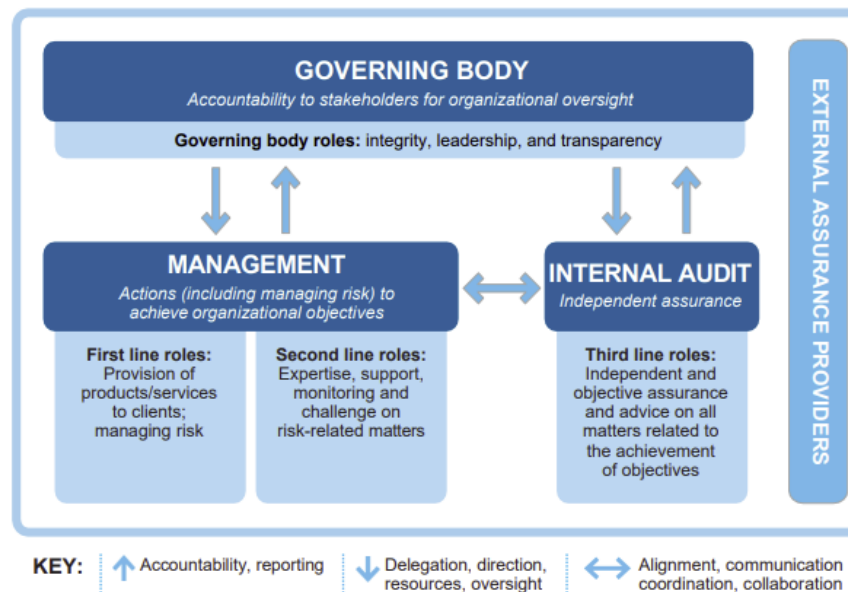 GOVERNING BODY
Accountability to stakeholders for organizational oversight
Governing body roles: integrity, leadership, and transparency
MANAGEMENT
Actions (including managing risk) to
achieve organizational objectives
First line roles:
Provision of
products/services
to clients;
managing risk
Second line roles:
Expertise, support,
monitoring and
challenge on
risk-related matters
INTERNAL AUDIT
Independent assurance
Third line roles:
Independent and
objective assurance
and advice on all
matters related to
the achievement
of objectives
EXTERNAL ASSURANCE PROVIDERS
KEY:
Accountability, reporting
Delegation, direction,
resources, oversight
Alignment, communication
coordination, collaboration